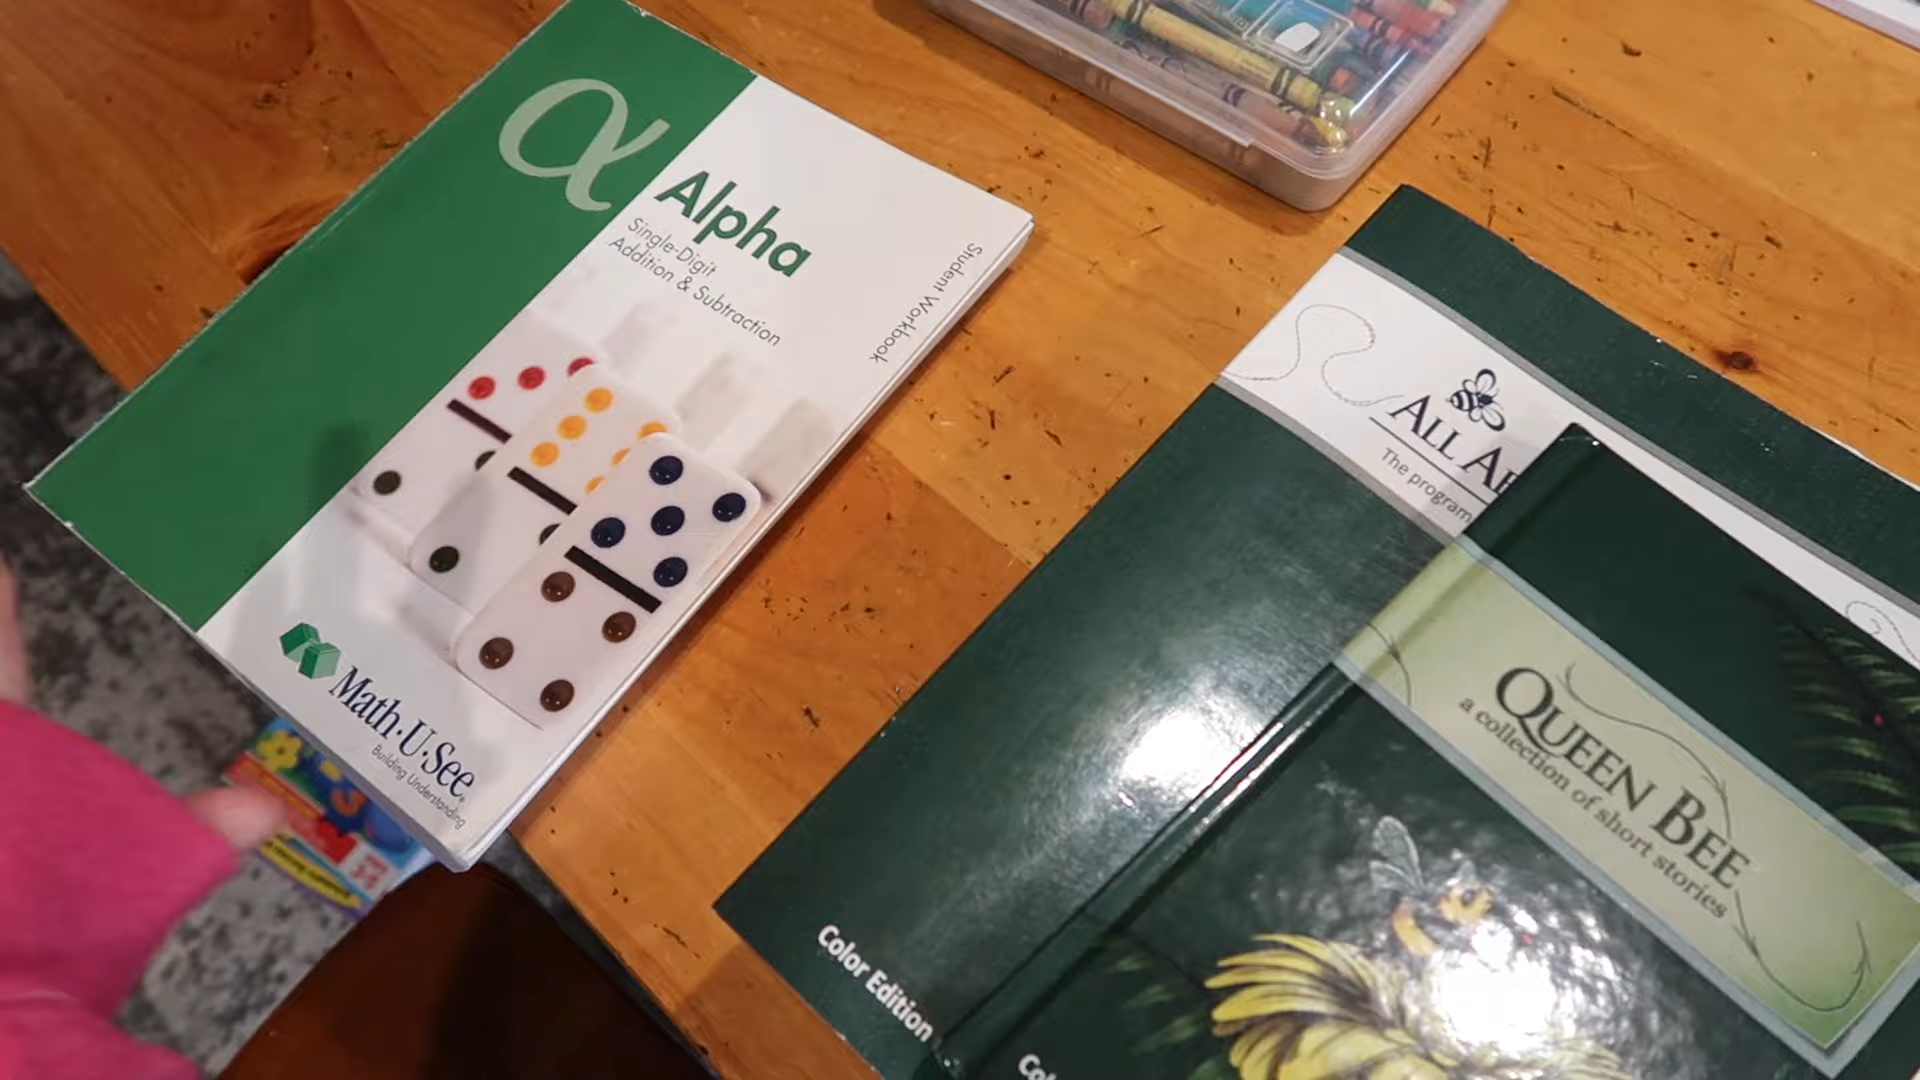 α
Alpha
Single-Digit
Addition & Subtraction
Student Workbook
Math·U·See®
Building Understanding
ALL
The program
Color Edition
QUEEN BEE
a collection of short stories